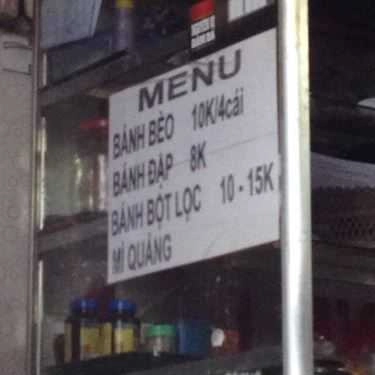 MENU
BÁNH BÈO 10K/4cái
BÁNH ĐẬP 8K
BÁNH BỘT LỌC 10 - 15K
MÌ QUẢNG